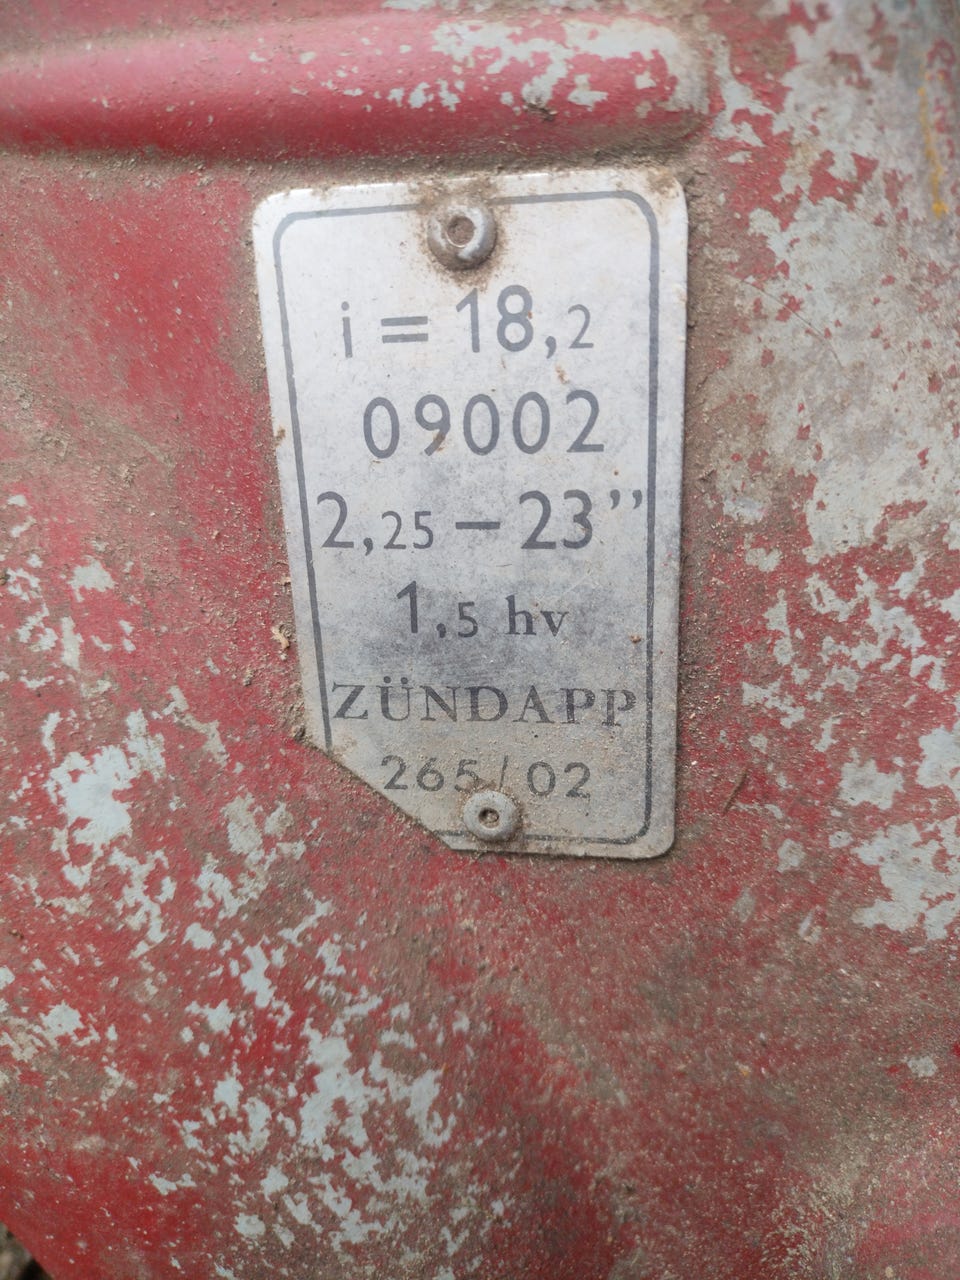 i = 18,2
09002
2,25 – 23”
1,5 hv
ZÜNDAPP
265/02